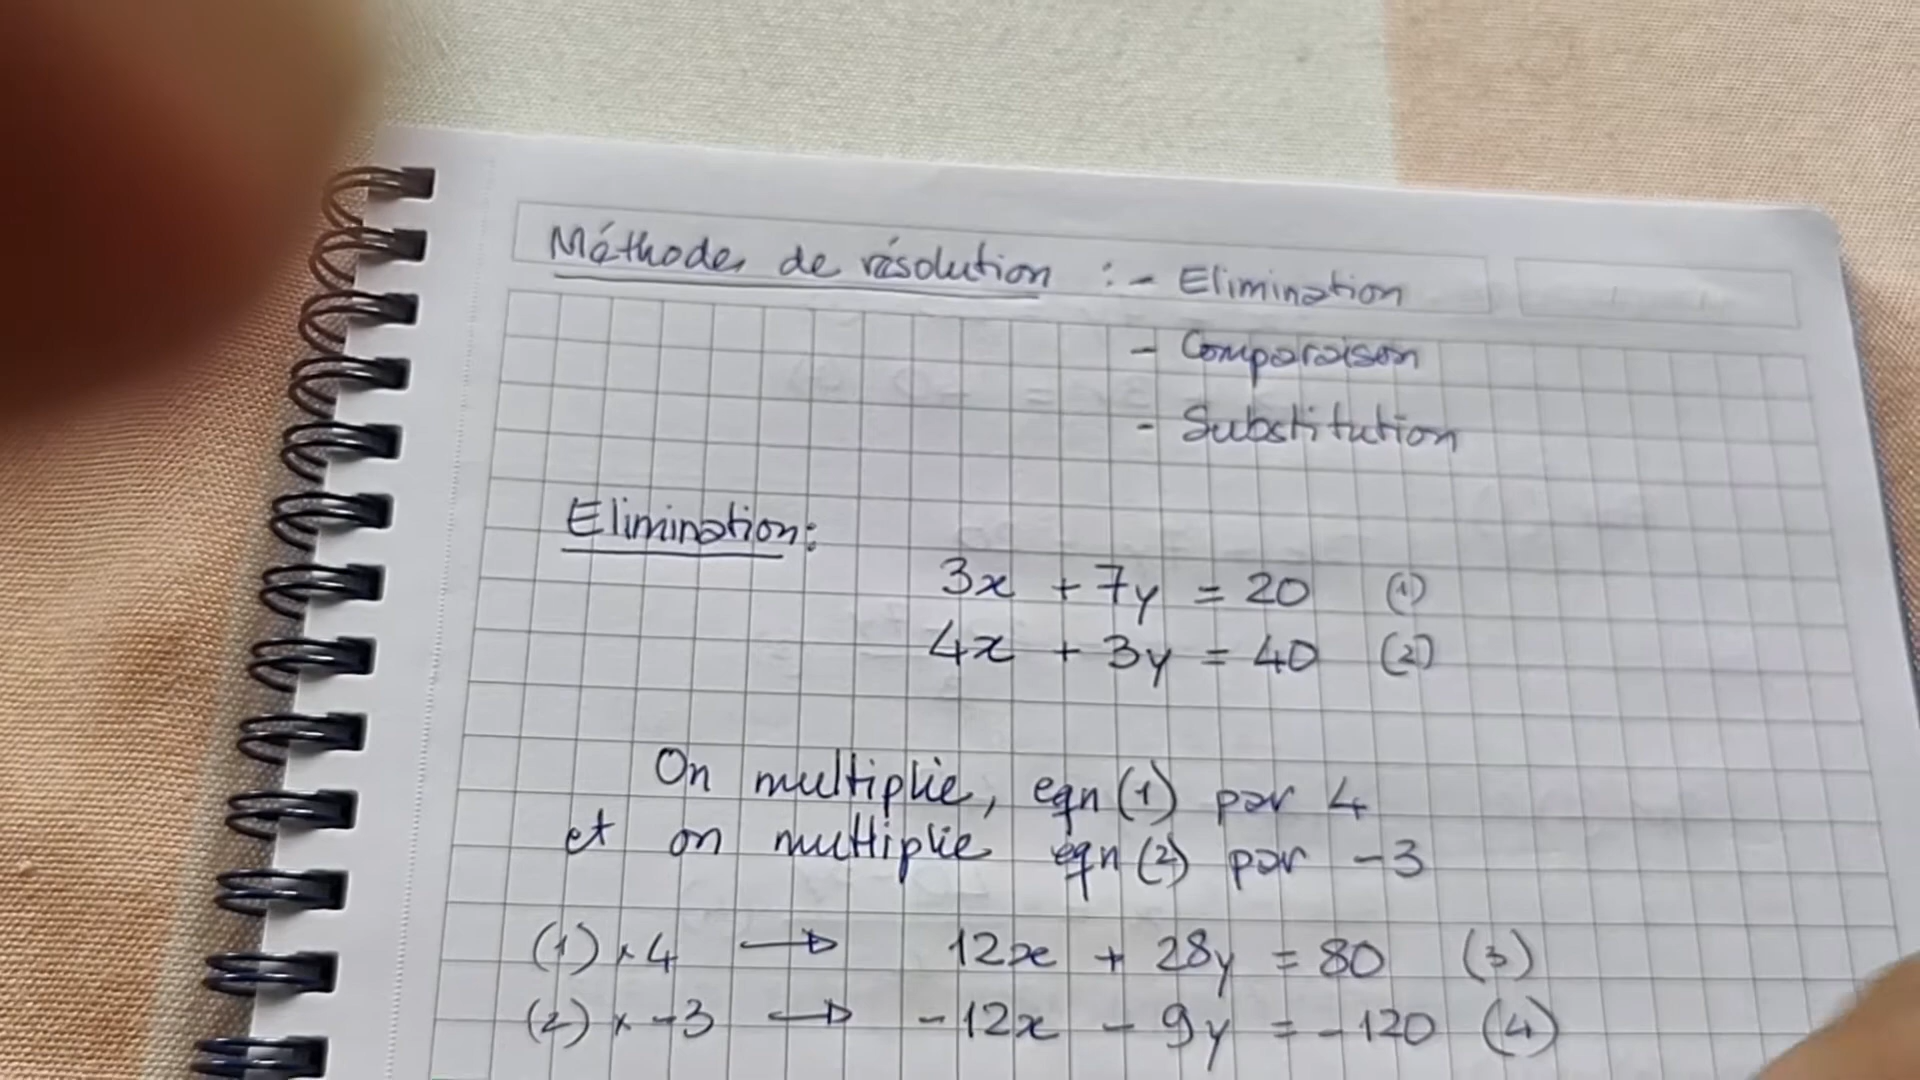 Méthodes de résolution : - Elimination
- Comparaison
- Substitution
Elimination:
3x + 7y = 20 (1)
4x + 3y = 40 (2)
On multiplie, eqn (1) par 4
et on multiplie eqn (2) par -3
(1) × 4 → 12x + 28y = 80 (3)
(2) × -3 → -12x - 9y = -120 (4)